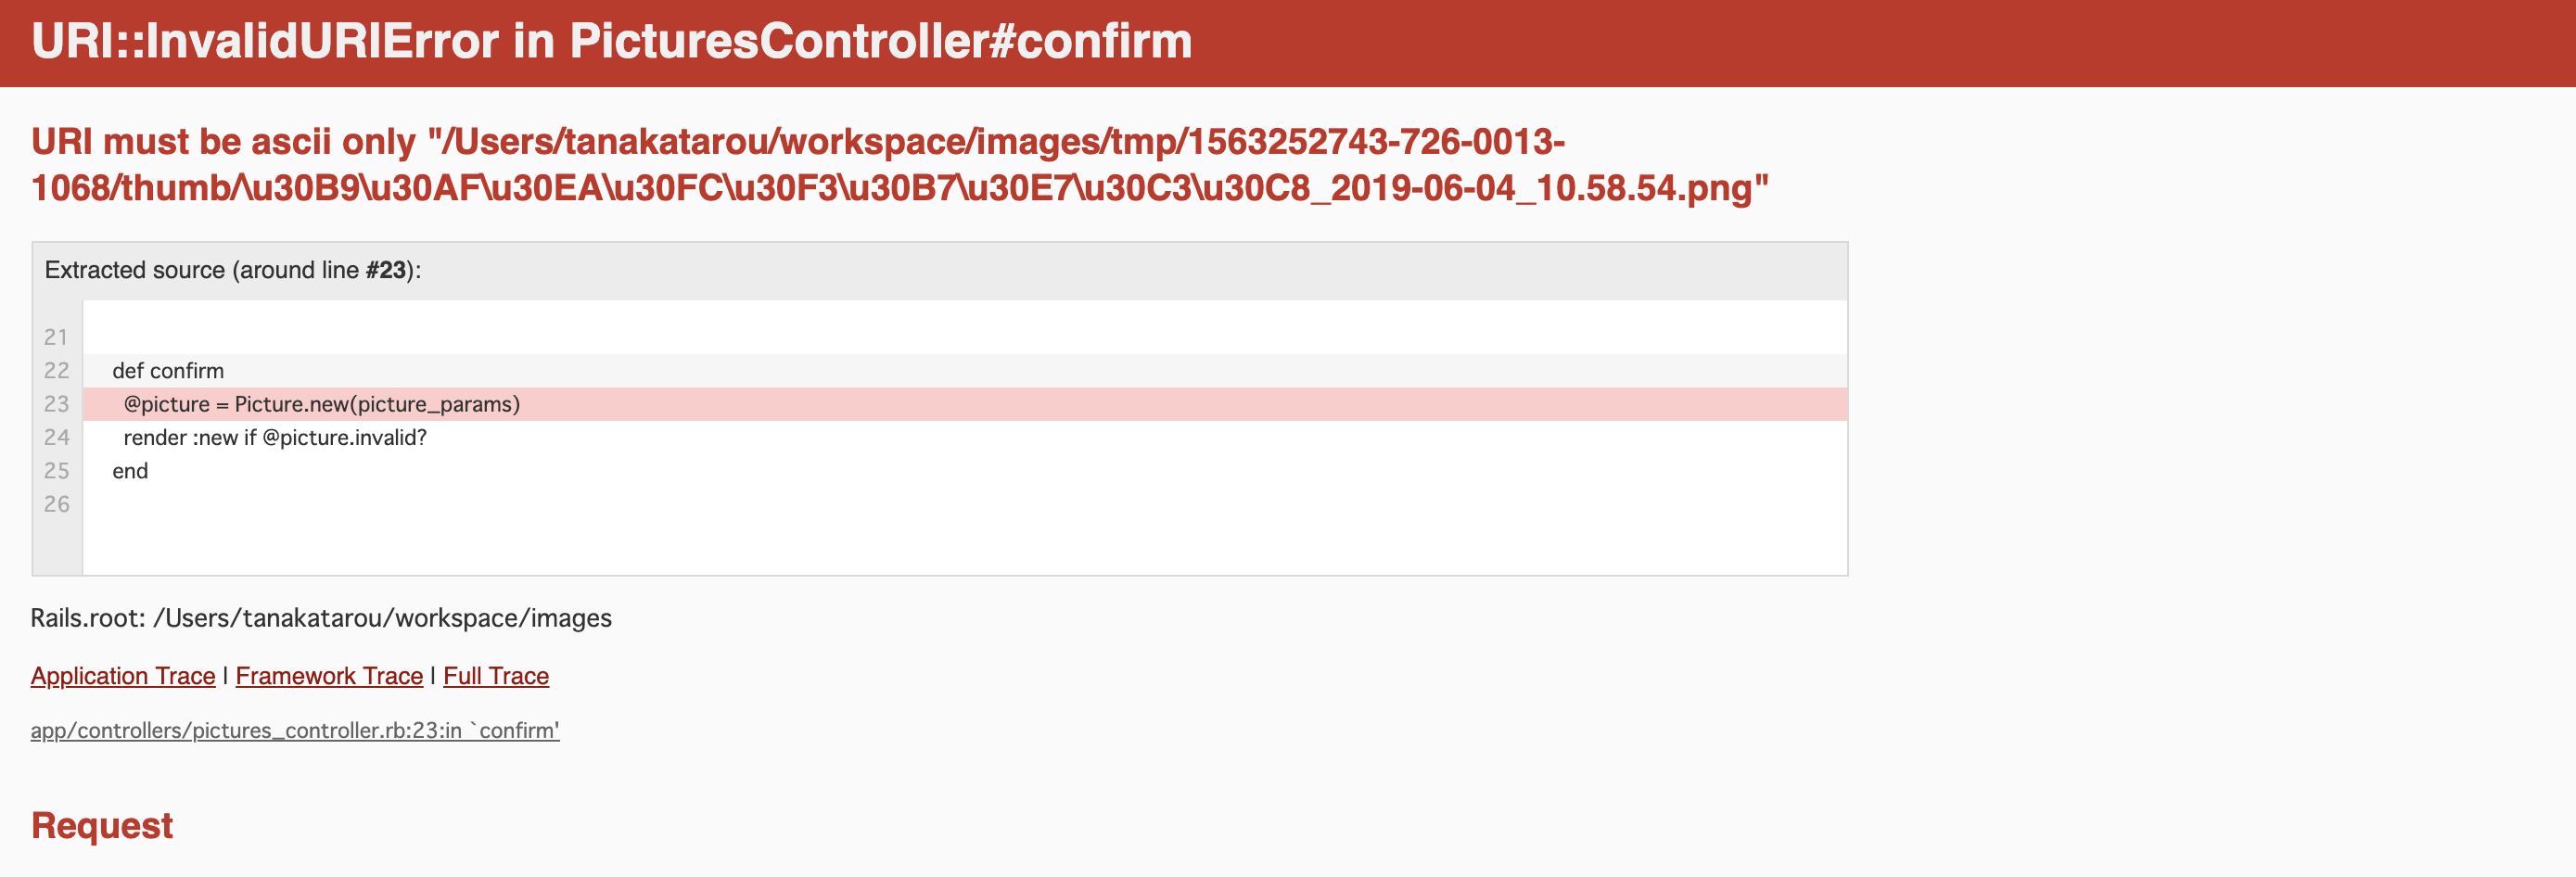 URI::InvalidURIError in PicturesController#confirm
URI must be ascii only "/Users/tanakatarou/workspace/images/tmp/1563252743-726-0013-
1068/thumb/\u30B9\u30AF\u30EA\u30FC\u30F3\u30B7\u30E7\u30C3\u30C8_2019-06-04_10.58.54.png"
Extracted source (around line #23):
21
22 def confirm
23 @picture = Picture.new(picture_params)
24 render :new if @picture.invalid?
25 end
26
Rails.root: /Users/tanakatarou/workspace/images
Application Trace | Framework Trace | Full Trace
app/controllers/pictures_controller.rb:23:in `confirm'
Request